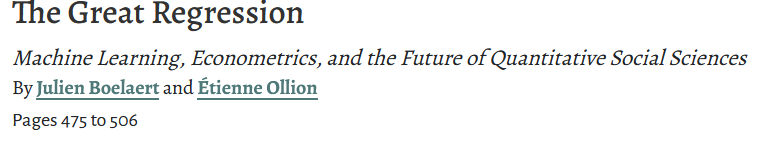 The Great Regression
Machine Learning, Econometrics, and the Future of Quantitative Social Sciences
By Julien Boelaert and Étienne Ollion
Pages 475 to 506